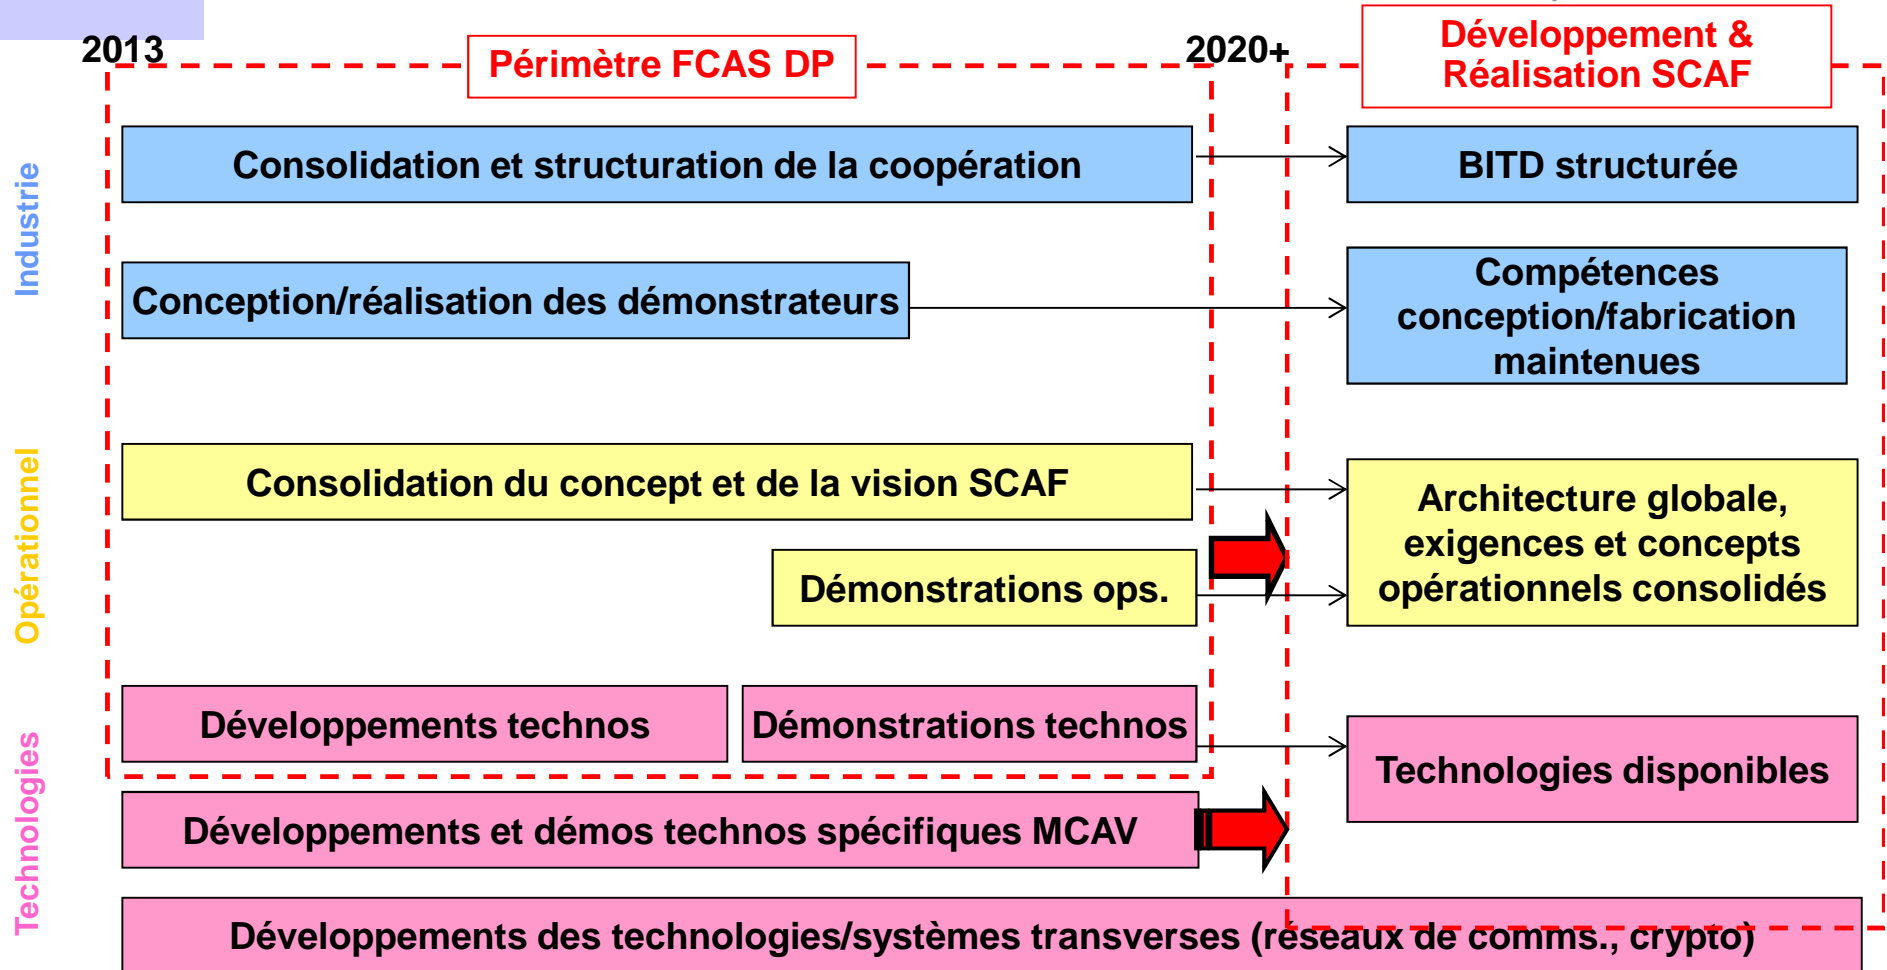 2013
Périmètre FCAS DP
2020+
Développement &
Réalisation SCAF
Industrie
Consolidation et structuration de la coopération
BITD structurée
Conception/réalisation des démonstrateurs
Compétences
conception/fabrication
maintenues
Opérationnel
Consolidation du concept et de la vision SCAF
Démonstrations ops.
Architecture globale,
exigences et concepts
opérationnels consolidés
Technologies
Développements technos
Démonstrations technos
Technologies disponibles
Développements et démos technos spécifiques MCAV
Développements des technologies/systèmes transverses (réseaux de comms., crypto)